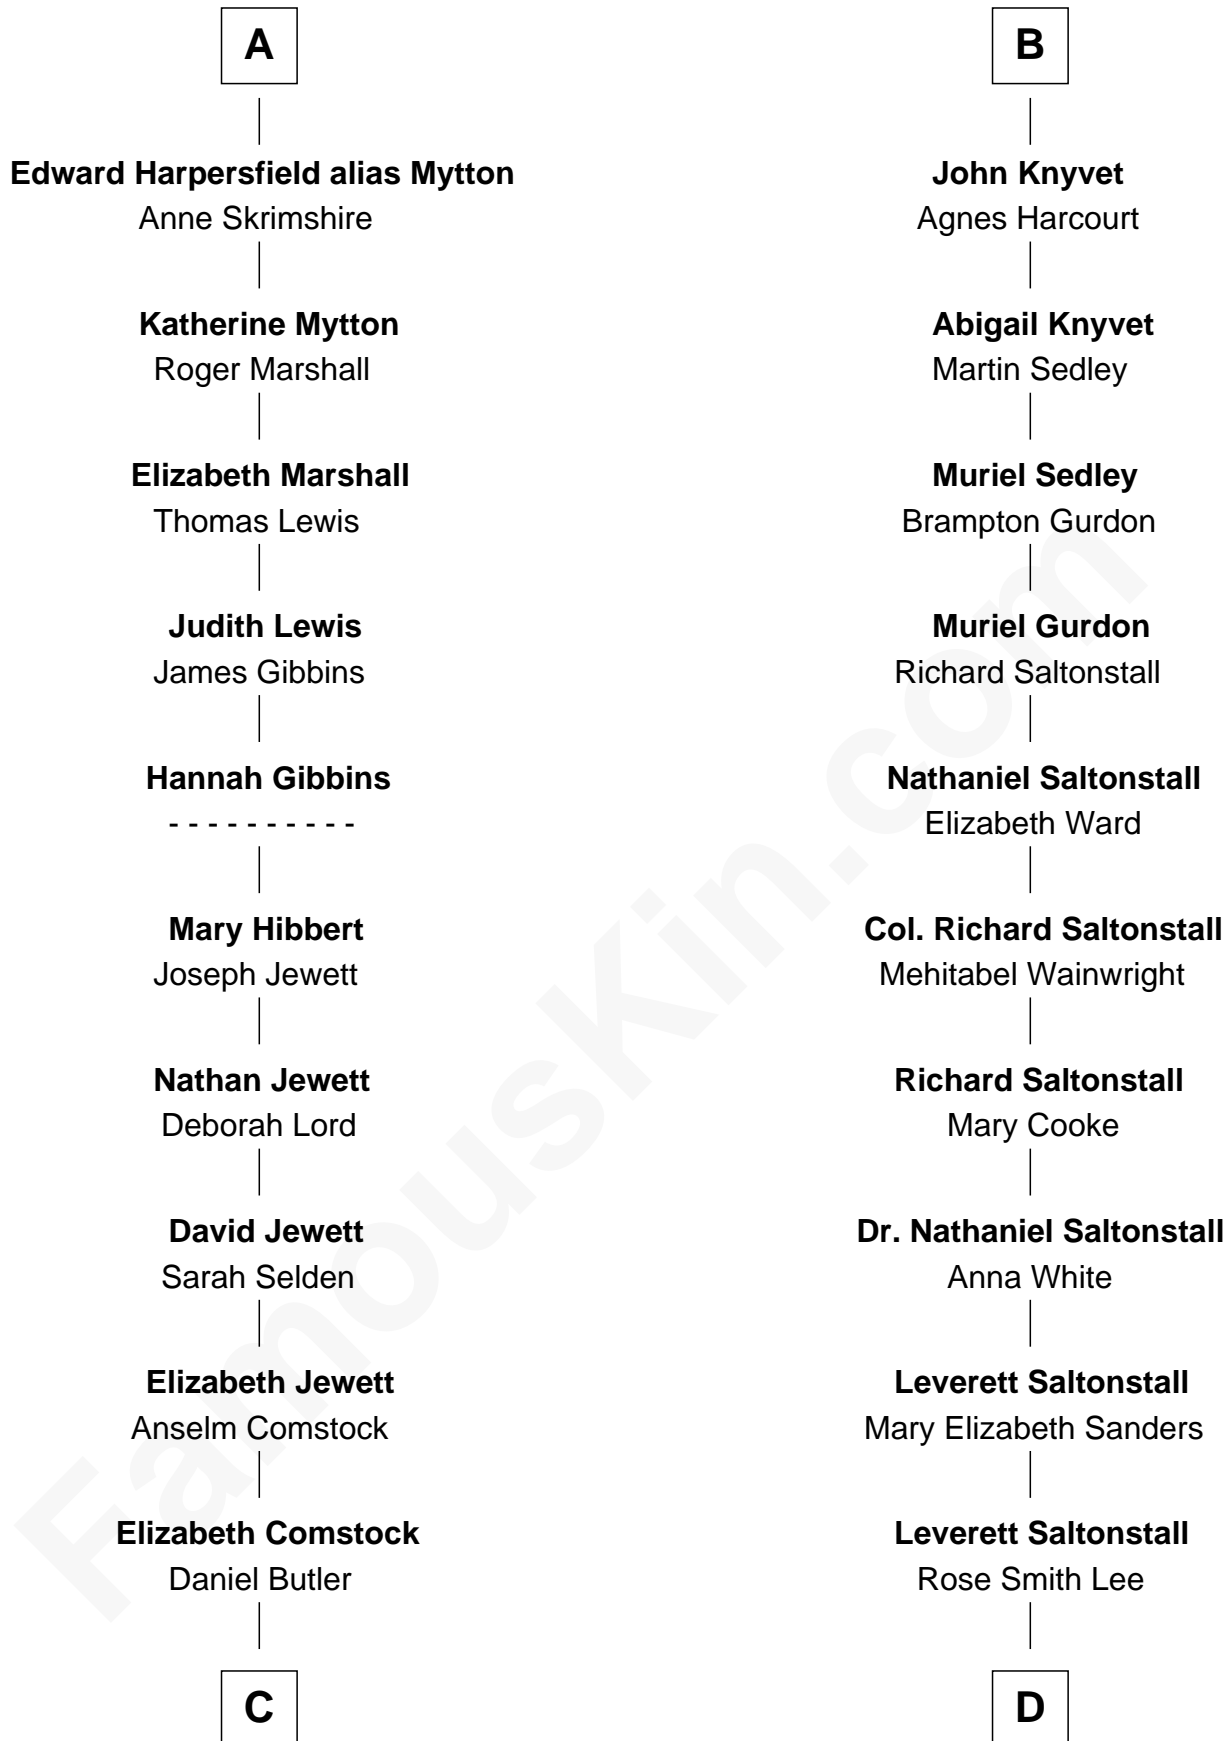 A
Edward Harpersfield alias Mytton
Anne Skrimshire
Katherine Mytton
Roger Marshall
Elizabeth Marshall
Thomas Lewis
Judith Lewis
James Gibbins
Hannah Gibbins
- - - - - - - - - -
Mary Hibbert
Joseph Jewett
Nathan Jewett
Deborah Lord
David Jewett
Sarah Selden
Elizabeth Jewett
Anselm Comstock
Elizabeth Comstock
Daniel Butler
C
B
John Knyvet
Agnes Harcourt
Abigail Knyvet
Martin Sedley
Muriel Sedley
Brampton Gurdon
Muriel Gurdon
Richard Saltonstall
Nathaniel Saltonstall
Elizabeth Ward
Col. Richard Saltonstall
Mehitabel Wainwright
Richard Saltonstall
Mary Cooke
Dr. Nathaniel Saltonstall
Anna White
Leverett Saltonstall
Mary Elizabeth Sanders
Leverett Saltonstall
Rose Smith Lee
D
FamousKin.com